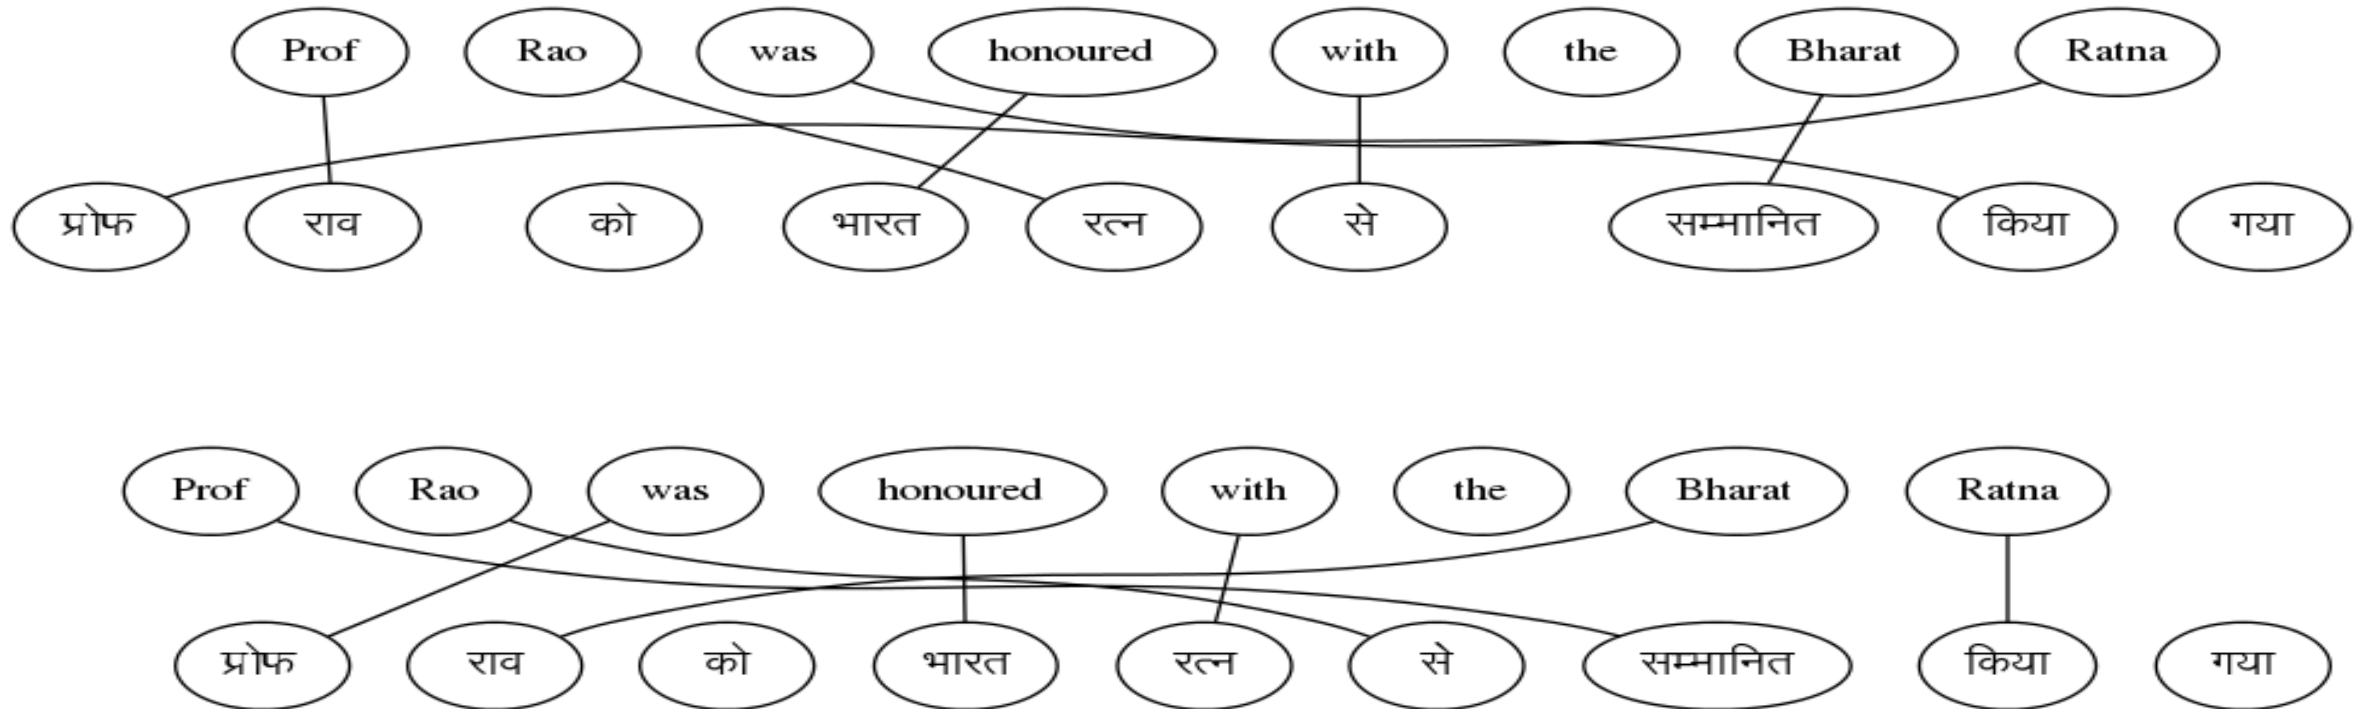 Prof Rao was honoured with the Bharat Ratna
प्रोफ राव को भारत रत्न से सम्मानित किया गया
Prof Rao was honoured with the Bharat Ratna
प्रोफ राव को भारत रत्न से सम्मानित किया गया